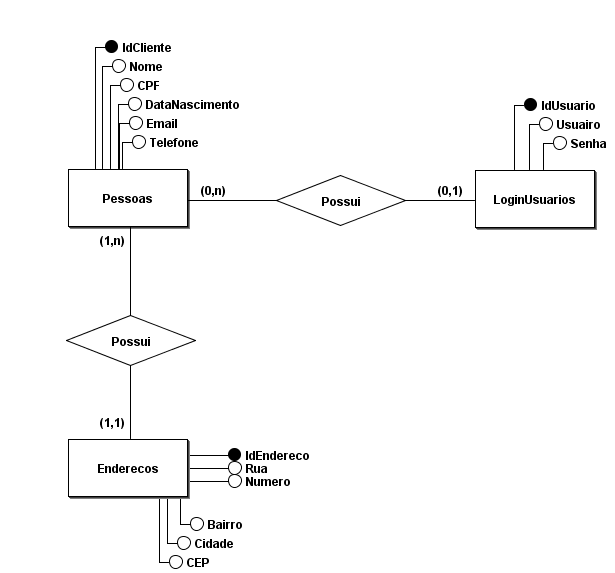 IdCliente
Nome
CPF
DataNascimento
Email
Telefone
IdUsuario
Usuairo
Senha
Pessoas
(0,n)
Possui
(0,1)
LoginUsuarios
(1,n)
Possui
(1,1)
Enderecos
IdEndereco
Rua
Numero
Bairro
Cidade
CEP